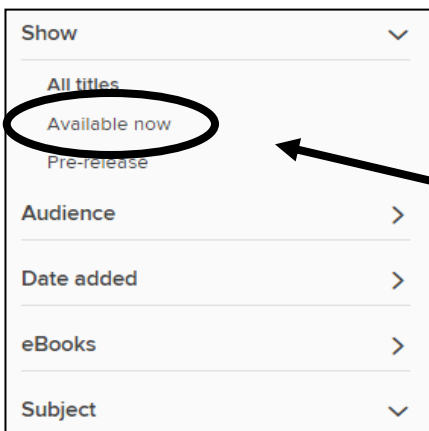 Show
All titles
Available now
Pre-release
Audience
Date added
eBooks
Subject